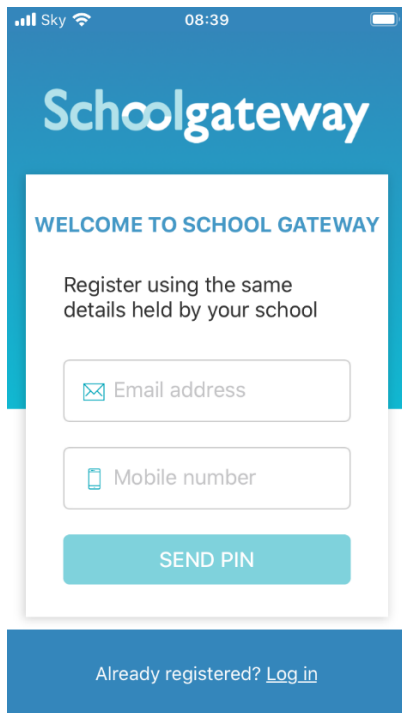 Sky 08:39
Schoolgateway
WELCOME TO SCHOOL GATEWAY
Register using the same
details held by your school
Email address
Mobile number
SEND PIN
Already registered? Log in